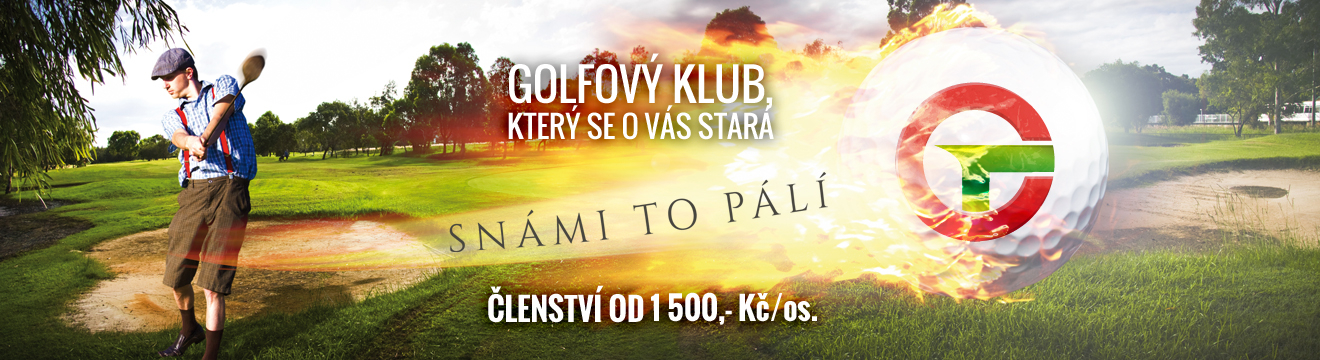 GOLFOVÝ KLUB,
KTERÝ SE O VÁS STARÁ
SNÁMI TO PÁLÍ
ČLENSTVÍ OD 1 500,- Kč/os.